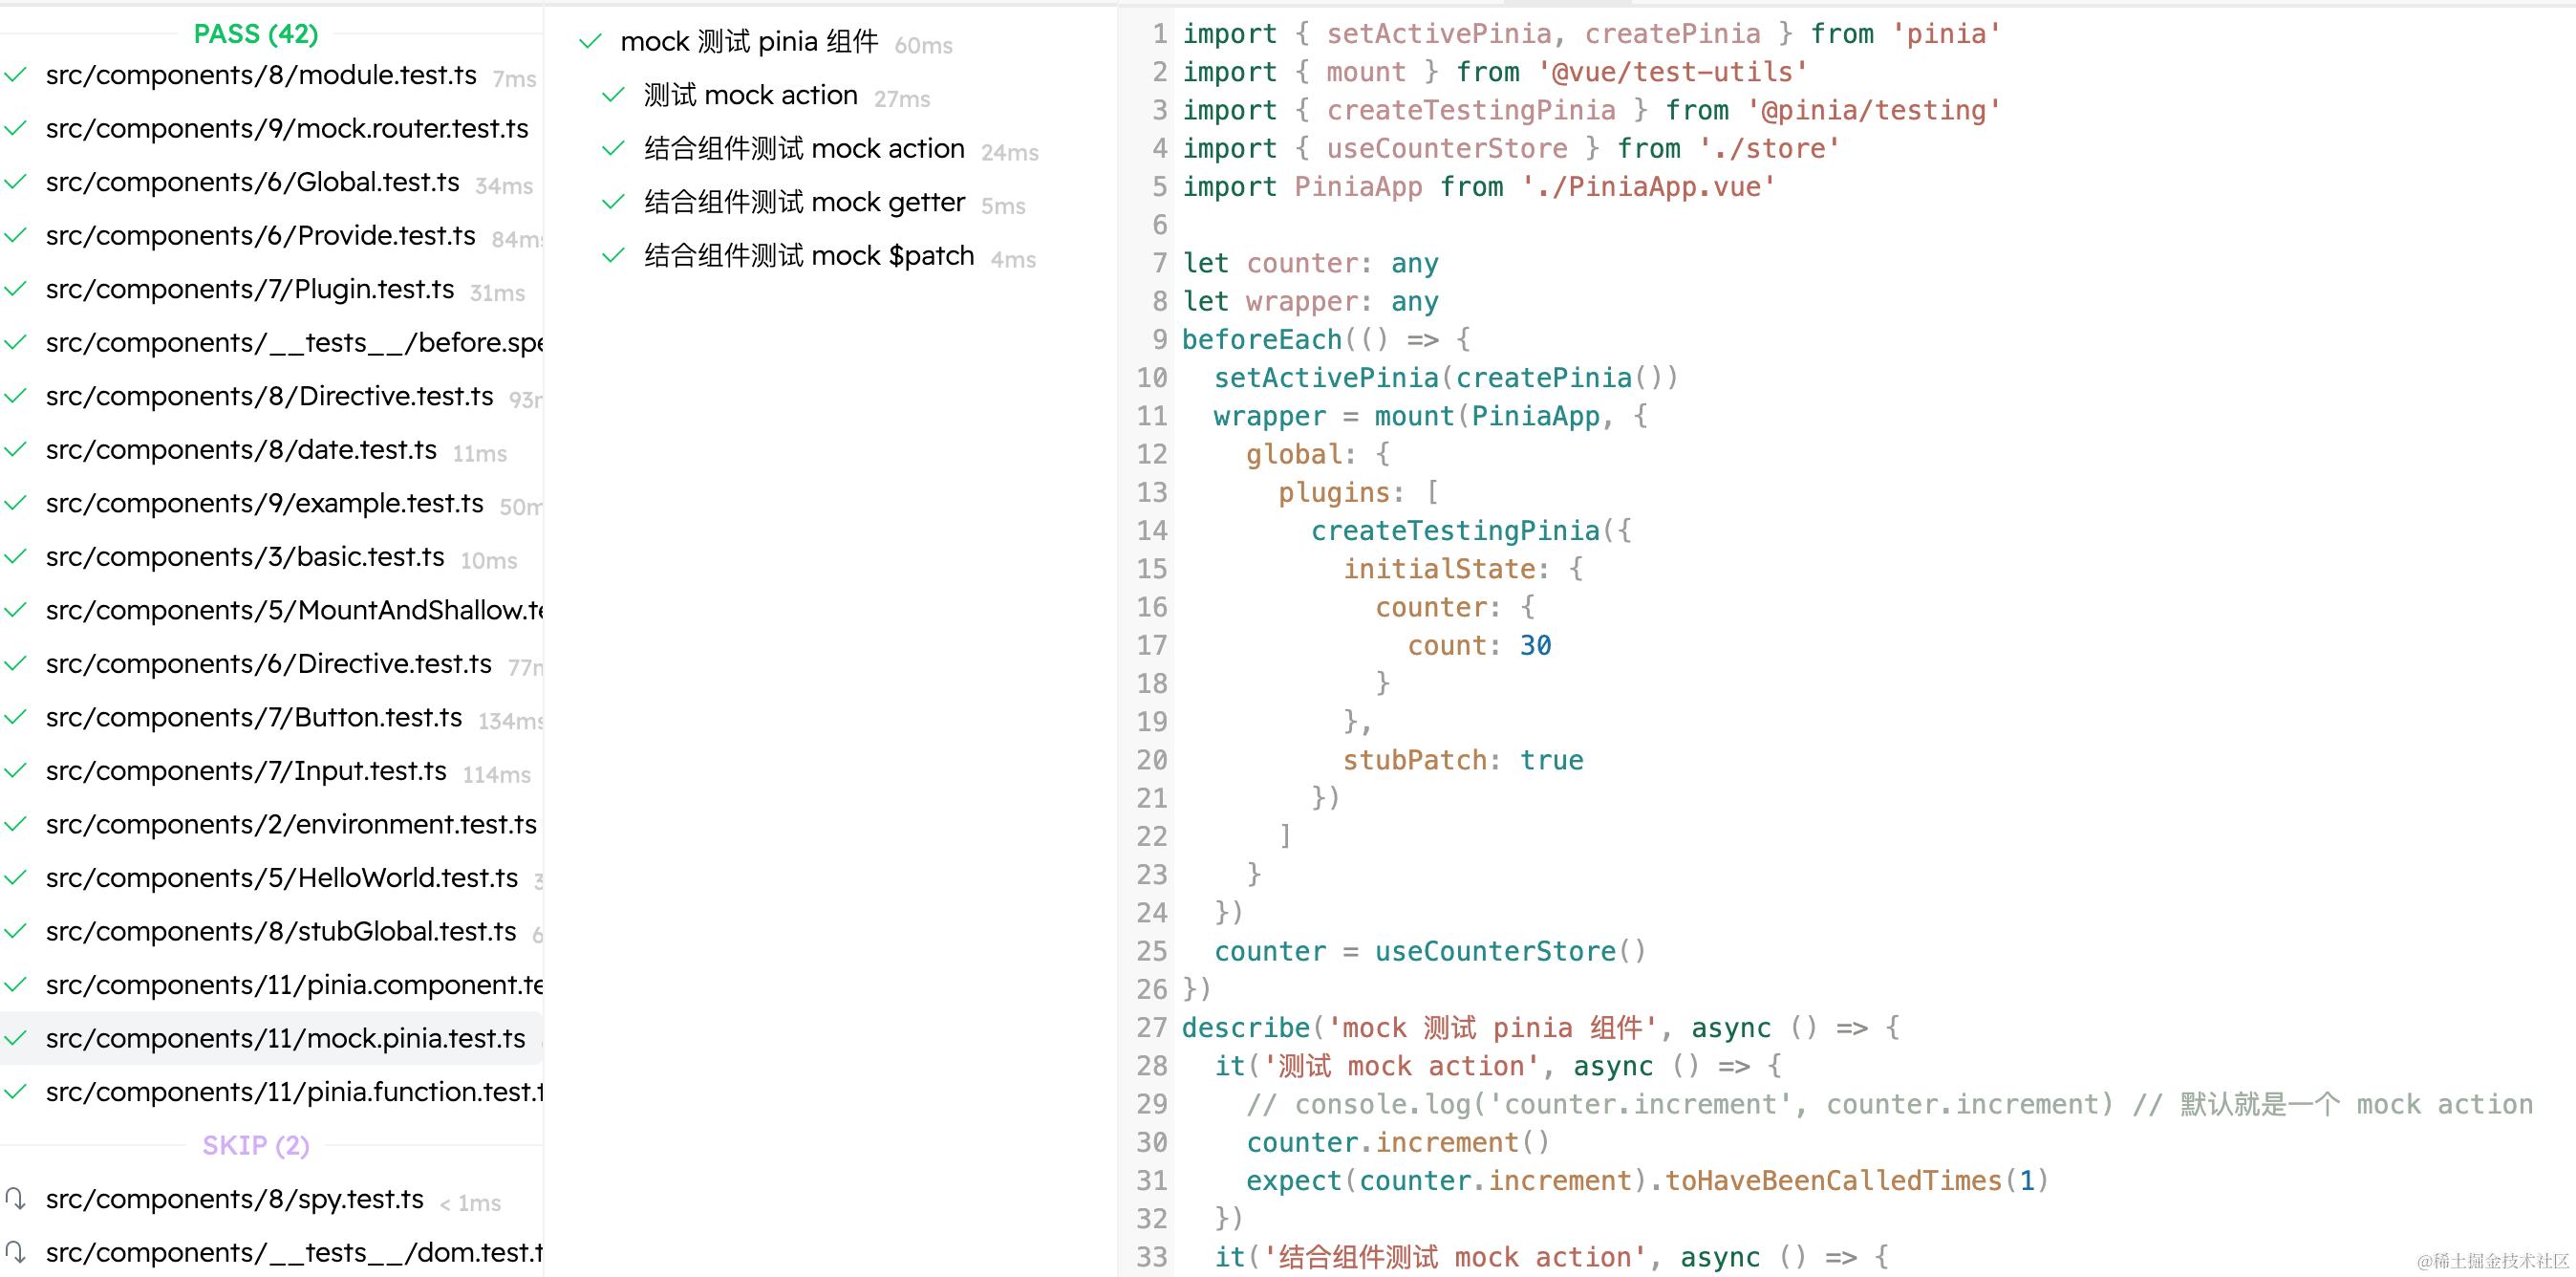 PASS (42)
src/components/8/module.test.ts 7ms
src/components/9/mock.router.test.ts
src/components/6/Global.test.ts 34ms
src/components/6/Provide.test.ts 84ms
src/components/7/Plugin.test.ts 31ms
src/components/__tests__/before.spe
src/components/8/Directive.test.ts 93
src/components/8/date.test.ts 11ms
src/components/9/example.test.ts 50m
src/components/3/basic.test.ts 10ms
src/components/5/MountAndShallow.te
src/components/6/Directive.test.ts 77
src/components/7/Button.test.ts 134ms
src/components/7/Input.test.ts 114ms
src/components/2/environment.test.ts
src/components/5/HelloWorld.test.ts
src/components/8/stubGlobal.test.ts
src/components/11/pinia.component.te
src/components/11/mock.pinia.test.ts
src/components/11/pinia.function.test.t
SKIP (2)
src/components/8/spy.test.ts < 1ms
src/components/__tests__/dom.test.t
mock 测试 pinia 组件 60ms
测试 mock action 27ms
结合组件测试 mock action 24ms
结合组件测试 mock getter 5ms
结合组件测试 mock $patch 4ms
1 import { setActivePinia, createPinia } from 'pinia'
2 import { mount } from '@vue/test-utils'
3 import { createTestingPinia } from '@pinia/testing'
4 import { useCounterStore } from './store'
5 import PiniaApp from './PiniaApp.vue'
6
7 let counter: any
8 let wrapper: any
9 beforeEach(() => {
10 setActivePinia(createPinia())
11 wrapper = mount(PiniaApp, {
12 global: {
13 plugins: [
14 createTestingPinia({
15 initialState: {
16 counter: {
17 count: 30
18 }
19 },
20 stubPatch: true
21 })
22 ]
23 }
24 })
25 counter = useCounterStore()
26 })
27 describe('mock 测试 pinia 组件', async () => {
28 it('测试 mock action', async () => {
29 // console.log('counter.increment', counter.increment) // 默认就是一个 mock action
30 counter.increment()
31 expect(counter.increment).toHaveBeenCalledTimes(1)
32 })
33 it('结合组件测试 mock action', async () => {
@稀土掘金技术社区